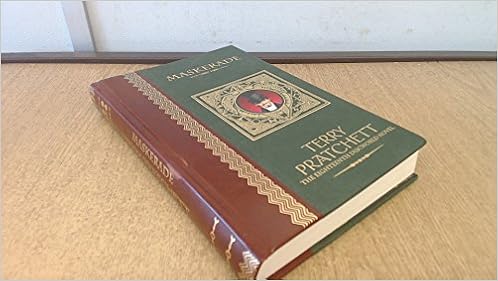 MASKERADE
TERRY
PRATCHETT
THE EIGHTEENTH DISCWORLD NOVEL
MASKERADE